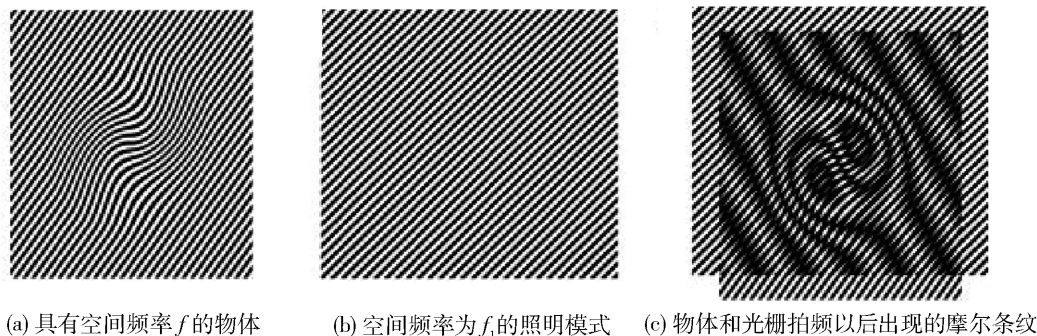 (a) 具有空间频率f的物体
(b) 空间频率为f₁的照明模式
(c) 物体和光栅拍频以后出现的摩尔条纹